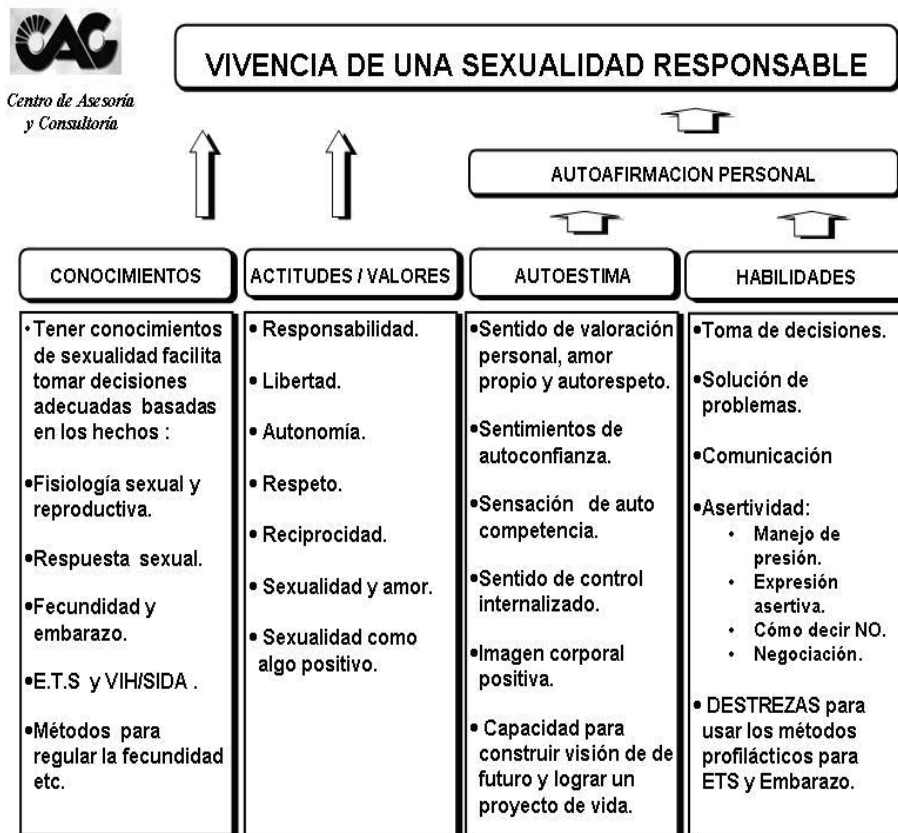 CAC
VIVENCIA DE UNA SEXUALIDAD RESPONSABLE
Centro de Asesoría
y Consultoría
AUTOAFIRMACION PERSONAL
CONOCIMIENTOS
· Tener conocimientos
de sexualidad facilita
tomar decisiones
adecuadas basadas
en los hechos :
•Fisiología sexual y
reproductiva.
•Respuesta sexual.
•Fecundidad y
embarazo.
•E.T.S y VIH/SIDA .
•Métodos para
regular la fecundidad
etc.
ACTITUDES / VALORES
• Responsabilidad.
• Libertad.
• Autonomía.
• Respeto.
• Reciprocidad.
• Sexualidad y amor.
• Sexualidad como
algo positivo.
AUTOESTIMA
•Sentido de valoración
personal, amor
propio y autorespeto.
•Sentimientos de
autoconfianza.
•Sensación de auto
competencia.
•Sentido de control
internalizado.
•Imagen corporal
positiva.
• Capacidad para
construir visión de de
futuro y lograr un
proyecto de vida.
HABILIDADES
•Toma de decisiones.
•Solución de
problemas.
•Comunicación
•Asertividad:
• Manejo de
presión.
• Expresión
asertiva.
• Cómo decir NO.
• Negociación.
• DESTREZAS para
usar los métodos
profilácticos para
ETS y Embarazo.